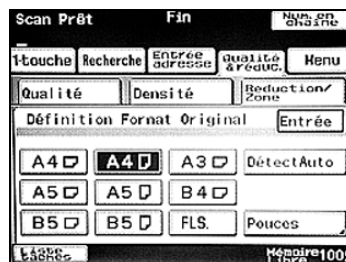 Scan Prêt Fin Num. en chaîne
1-touche Recherche Entrée adresse Qualité &réduc. Menu
Qualité Densité Reduction/Zone
Définition Format Original Entrée
A4 A4 A3 DétectAuto
A5 A5 B4
B5 B5 FLS. Pouces
Liste tâches Mémoire Libre 100